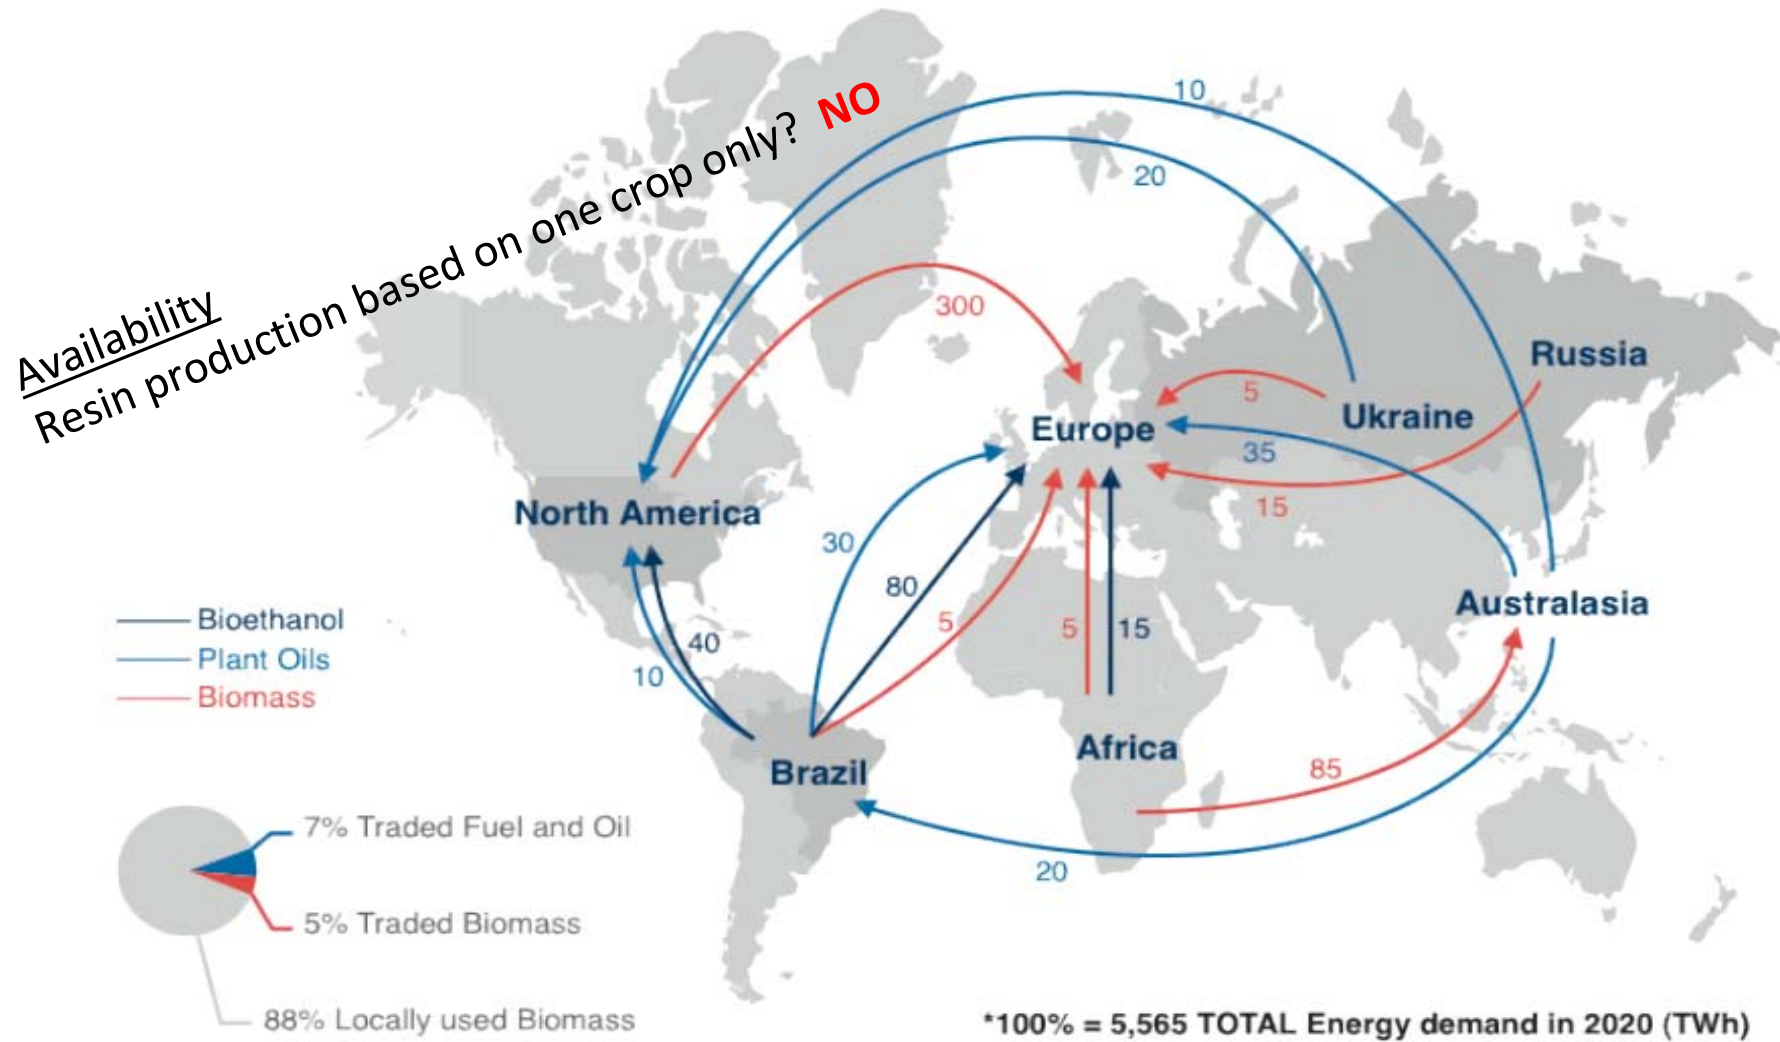 Availability
Resin production based on one crop only? NO
10
20
300
Russia
5
Ukraine
Europe
35
15
North America
30
80
5
5
15
Australasia
Bioethanol
Plant Oils
Biomass
40
10
Africa
Brazil
85
20
7% Traded Fuel and Oil
5% Traded Biomass
88% Locally used Biomass
*100% = 5,565 TOTAL Energy demand in 2020 (TWh)